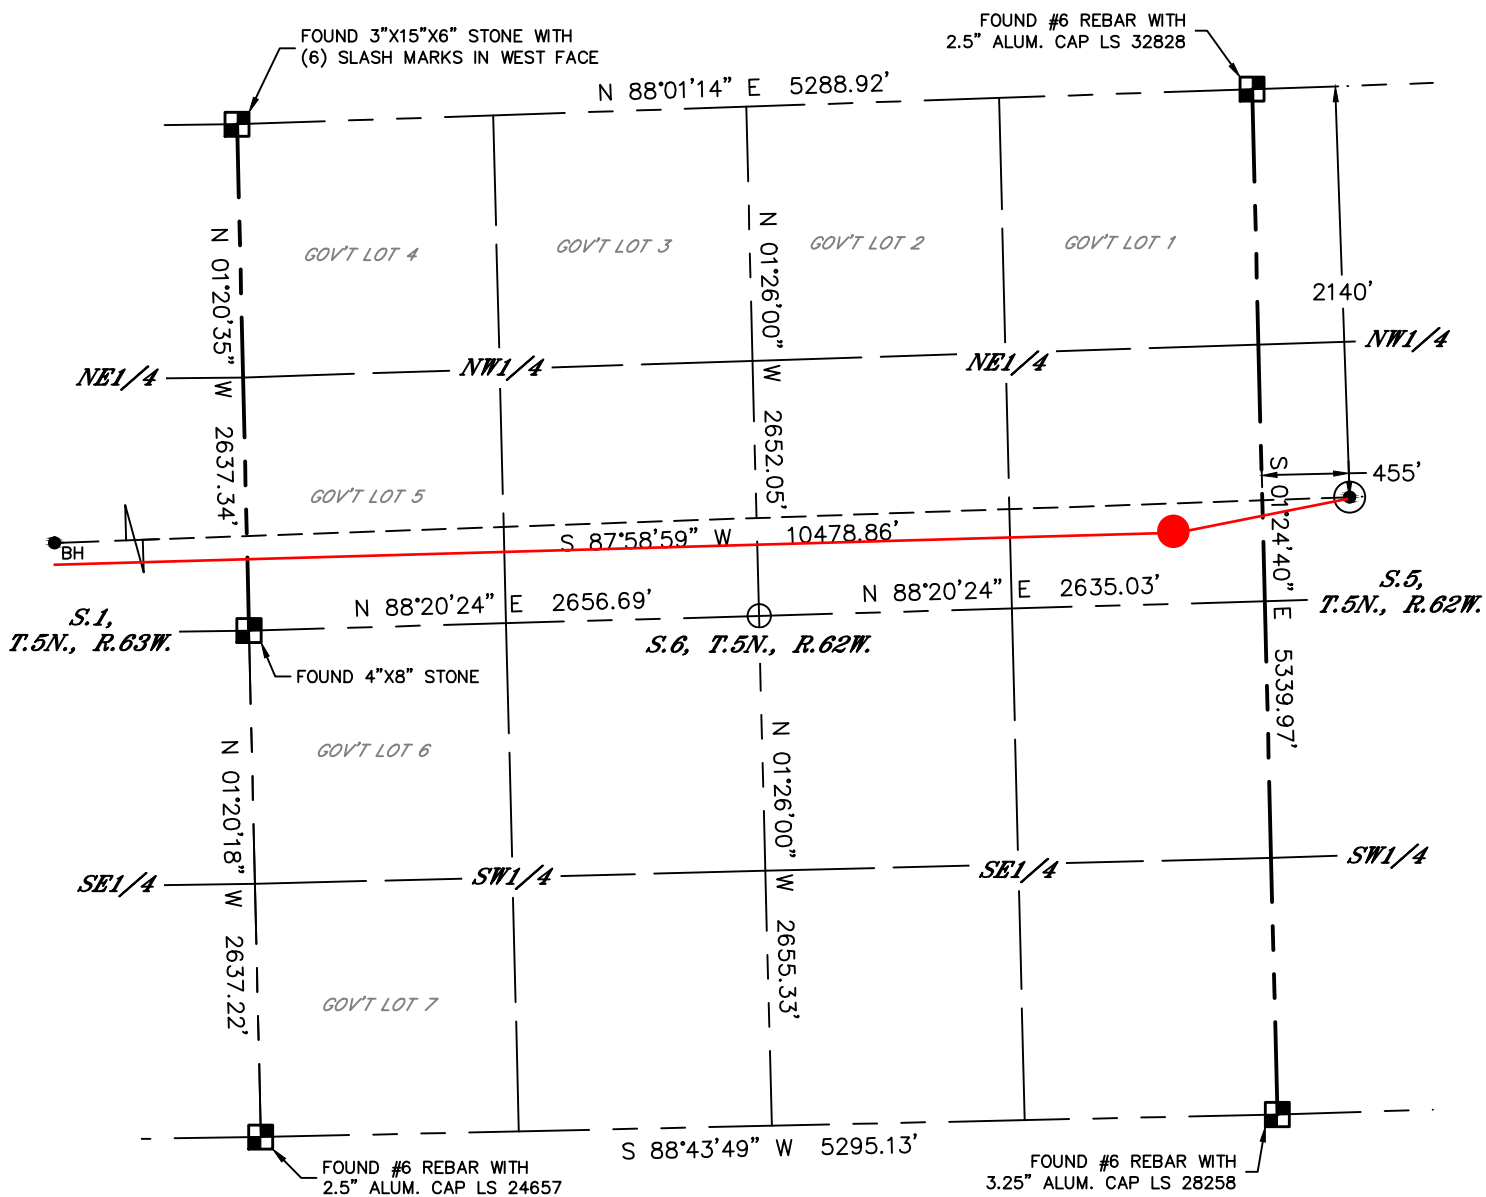 FOUND 3”X15”X6” STONE WITH
(6) SLASH MARKS IN WEST FACE
FOUND #6 REBAR WITH
2.5” ALUM. CAP LS 32828
N 88°01’14” E 5288.92’
N 01°20’35” W 2637.34’
GOV'T LOT 4
GOV'T LOT 3
N 01°26’00” W 2652.05’
GOV'T LOT 2
GOV'T LOT 1
2140’
NE1/4
NW1/4
NE1/4
NW1/4
GOV'T LOT 5
S 01°24’40” E 5339.97’
455’
BH
S 87°58’59” W 10478.86’
S.1,
T.5N., R.63W.
N 88°20’24” E 2656.69’
N 88°20’24” E 2635.03’
S.5,
T.5N., R.62W.
S.6, T.5N., R.62W.
FOUND 4”X8” STONE
N 01°20’18” W 2637.22’
GOV'T LOT 6
N 01°26’00” W 2655.33’
SE1/4
SW1/4
SE1/4
SW1/4
GOV'T LOT 7
S 88°43’49” W 5295.13’
FOUND #6 REBAR WITH
2.5” ALUM. CAP LS 24657
FOUND #6 REBAR WITH
3.25” ALUM. CAP LS 28258